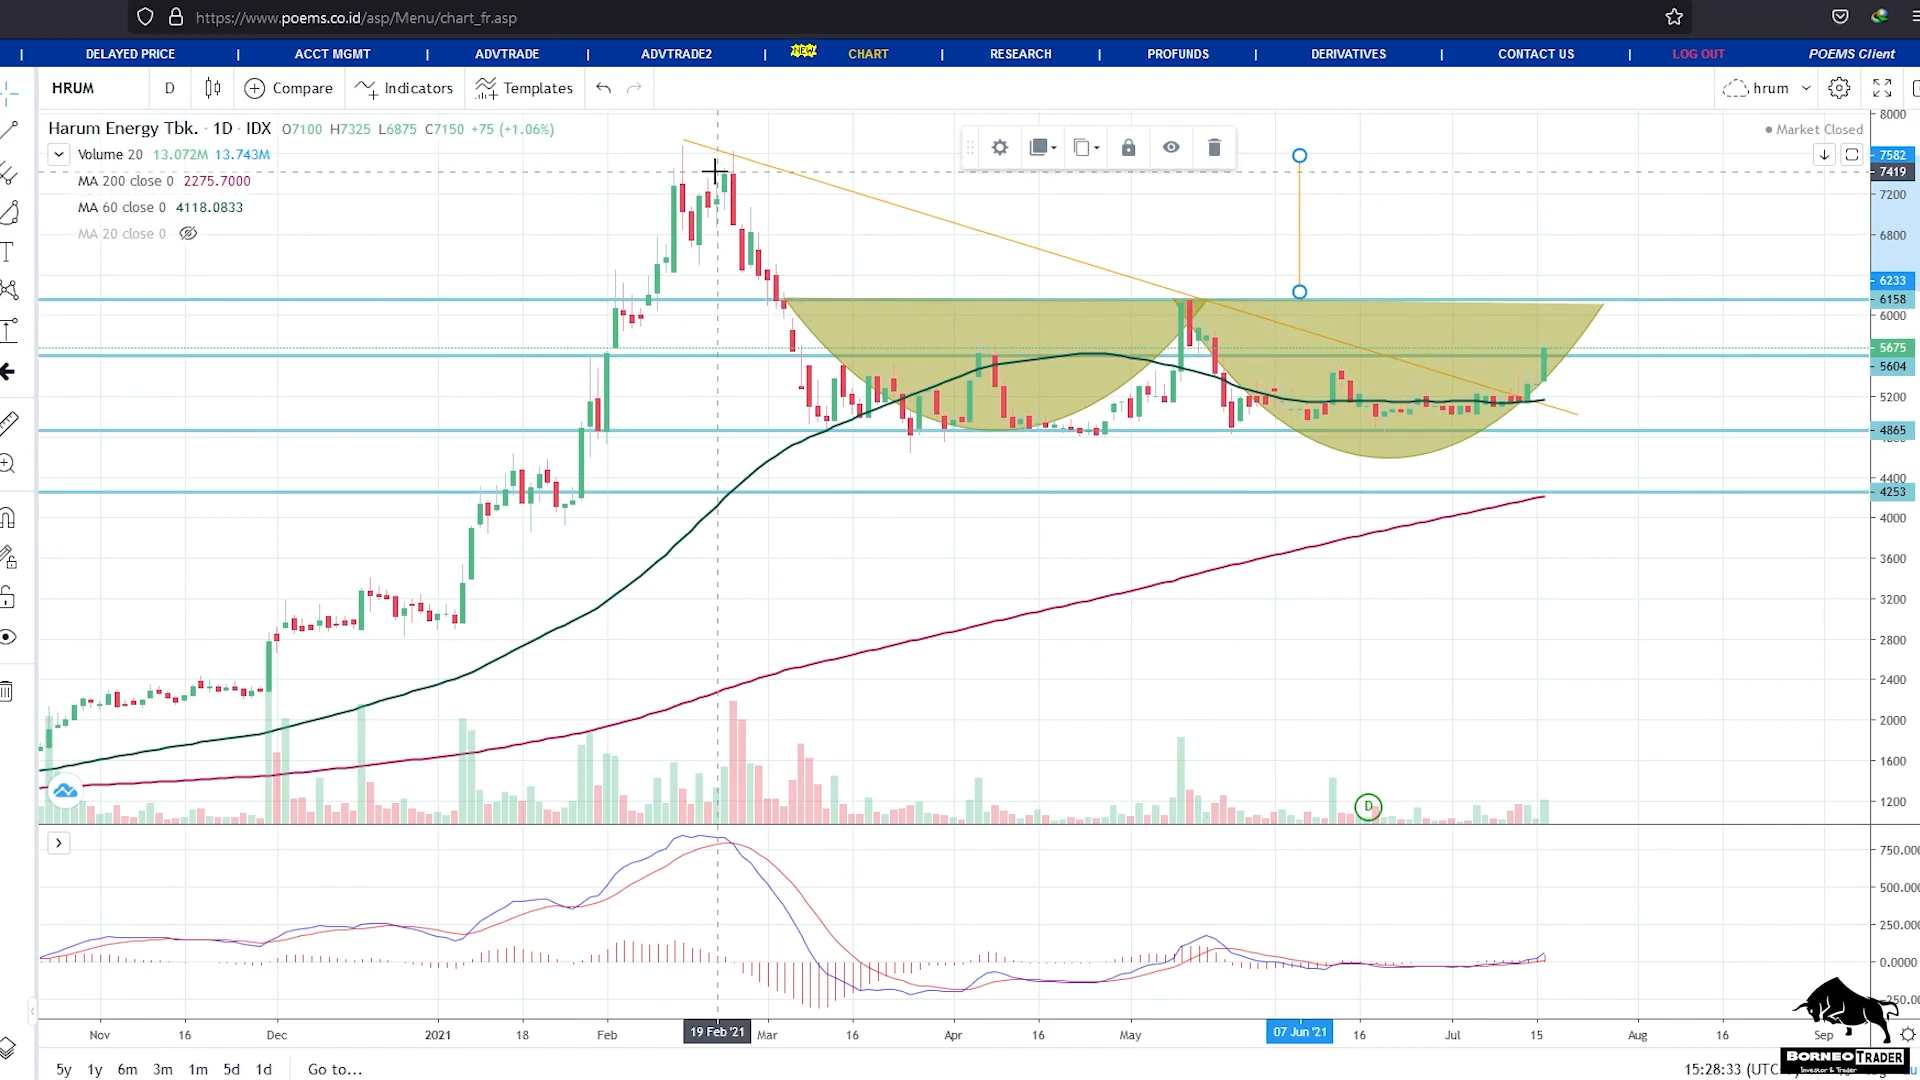 https://www.poems.co.id/asp/Menu/chart_fr.asp
| DELAYED PRICE | ACCT MGMT | ADVTRADE | ADVTRADE2 | NEW CHART | RESEARCH | PROFUNDS | DERIVATIVES | CONTACT US | LOG OUT POEMS Client
HRUM D Compare Indicators Templates hrum
Harum Energy Tbk. · 1D · IDX O7100 H7325 L6875 C7150 +75 (+1.06%)
Market Closed
Volume 20 13.072M 13.743M
MA 200 close 0 2275.7000
MA 60 close 0 4118.0833
MA 20 close 0
8000
7582
7419
7200
6800
6233
6158
6000
5675
5604
5200
4865
4400
4253
4000
3600
3200
2800
2400
2000
1600
1200
D
750.000
500.000
250.000
0.0000
Nov 16 Dec 2021 18 Feb 19 Feb '21 Mar 16 Apr 16 May 07 Jun '21 16 Jul 15 Aug 16 Sep
BORNEO TRADER
Investor & Trader
5y 1y 6m 3m 1m 5d 1d Go to... 15:28:33 (UTC